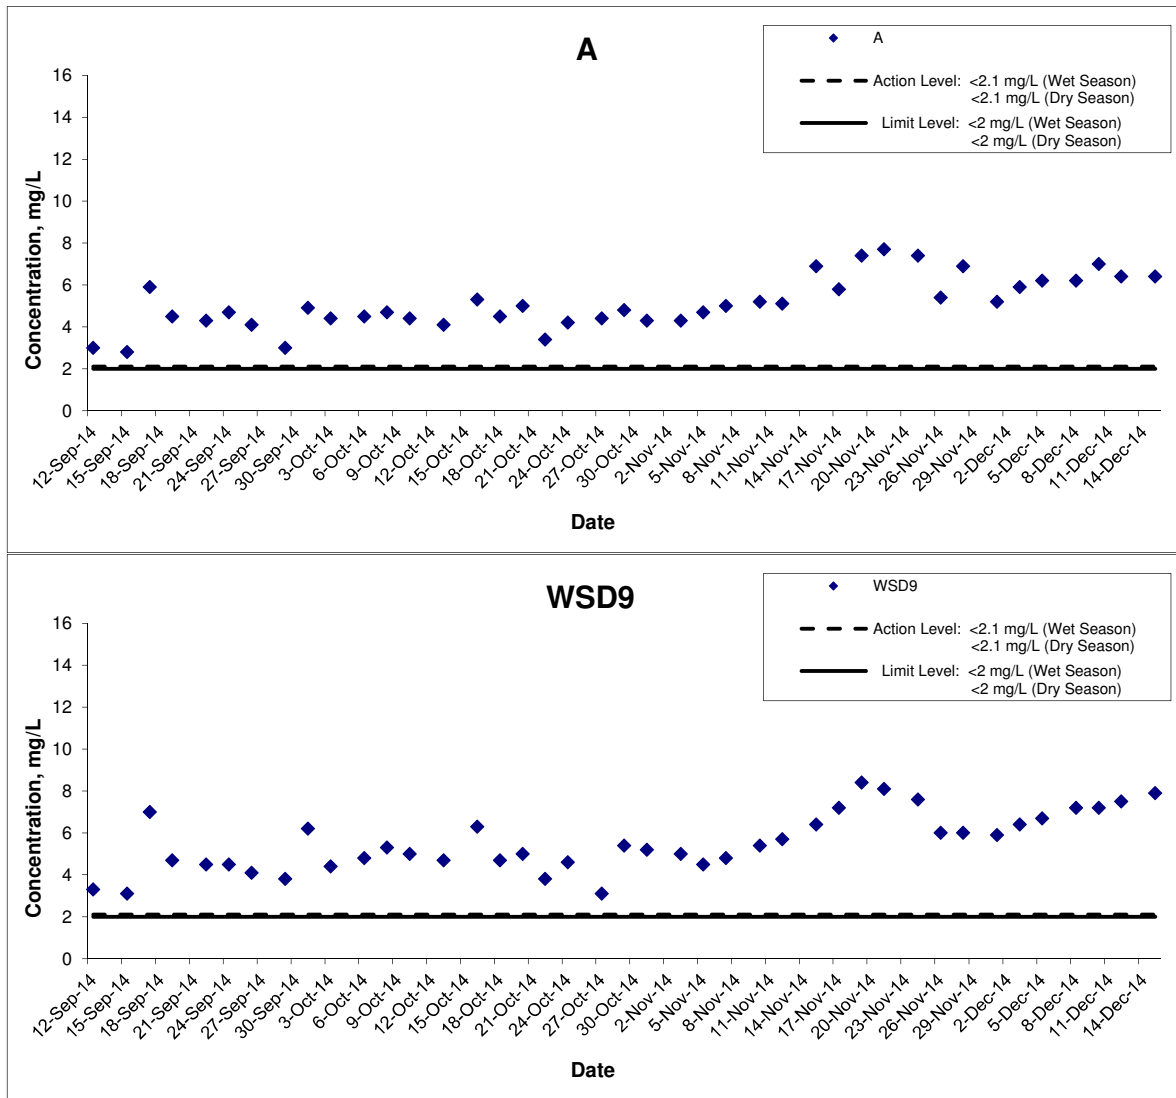 A
A
Action Level: <2.1 mg/L (Wet Season)
<2.1 mg/L (Dry Season)
Limit Level: <2 mg/L (Wet Season)
<2 mg/L (Dry Season)
Concentration, mg/L
16
14
12
10
8
6
4
2
0
12-Sep-14
15-Sep-14
18-Sep-14
21-Sep-14
24-Sep-14
27-Sep-14
30-Sep-14
3-Oct-14
6-Oct-14
9-Oct-14
12-Oct-14
15-Oct-14
18-Oct-14
21-Oct-14
24-Oct-14
27-Oct-14
30-Oct-14
2-Nov-14
5-Nov-14
8-Nov-14
11-Nov-14
14-Nov-14
17-Nov-14
20-Nov-14
23-Nov-14
26-Nov-14
29-Nov-14
2-Dec-14
5-Dec-14
8-Dec-14
11-Dec-14
14-Dec-14
Date
WSD9
WSD9
Action Level: <2.1 mg/L (Wet Season)
<2.1 mg/L (Dry Season)
Limit Level: <2 mg/L (Wet Season)
<2 mg/L (Dry Season)
Concentration, mg/L
16
14
12
10
8
6
4
2
0
12-Sep-14
15-Sep-14
18-Sep-14
21-Sep-14
24-Sep-14
27-Sep-14
30-Sep-14
3-Oct-14
6-Oct-14
9-Oct-14
12-Oct-14
15-Oct-14
18-Oct-14
21-Oct-14
24-Oct-14
27-Oct-14
30-Oct-14
2-Nov-14
5-Nov-14
8-Nov-14
11-Nov-14
14-Nov-14
17-Nov-14
20-Nov-14
23-Nov-14
26-Nov-14
29-Nov-14
2-Dec-14
5-Dec-14
8-Dec-14
11-Dec-14
14-Dec-14
Date